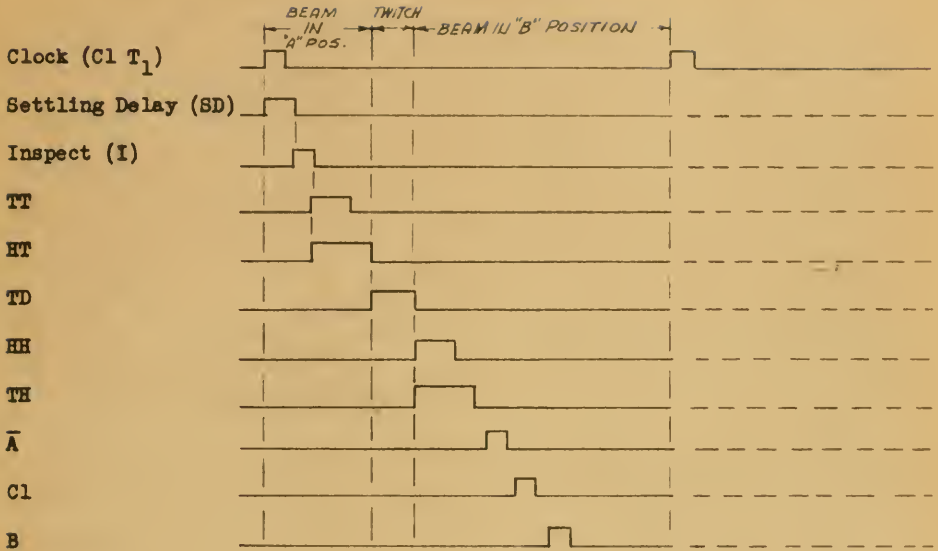 BEAM
IN
"A" POS.
TWITCH
BEAM IN "B" POSITION
Clock (Cl T1)
Settling Delay (SD)
Inspect (I)
TT
HT
TD
HH
TH
A̅
Cl
B